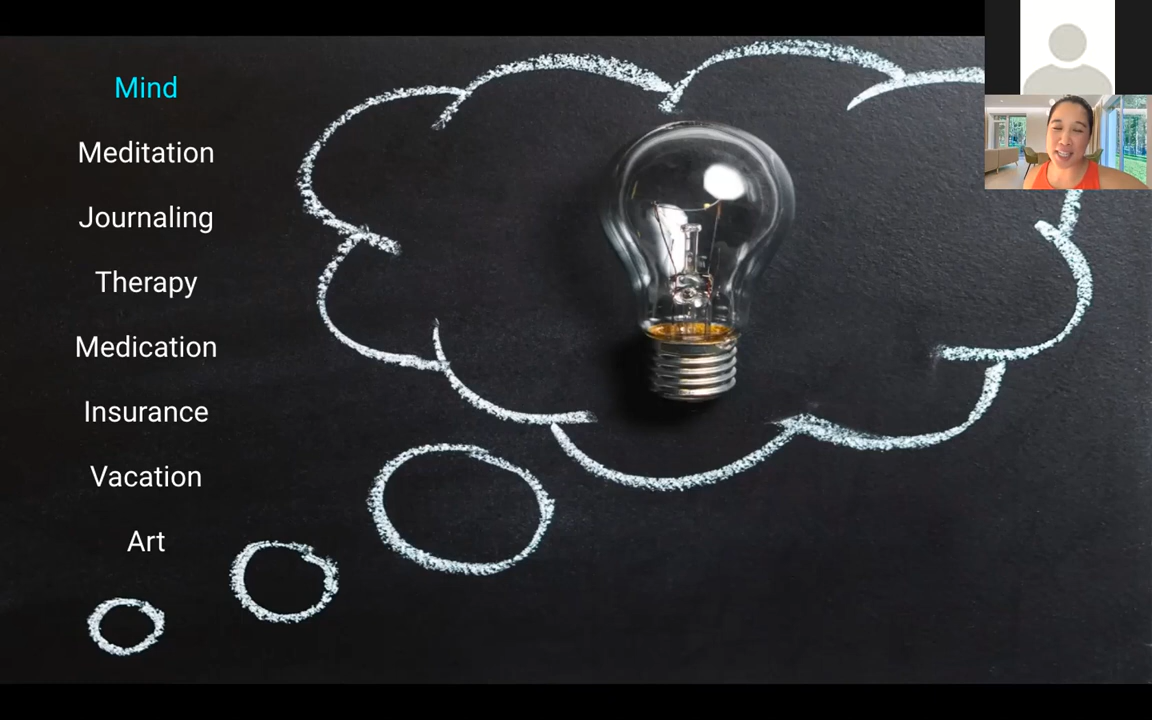 Mind
Meditation
Journaling
Therapy
Medication
Insurance
Vacation
Art